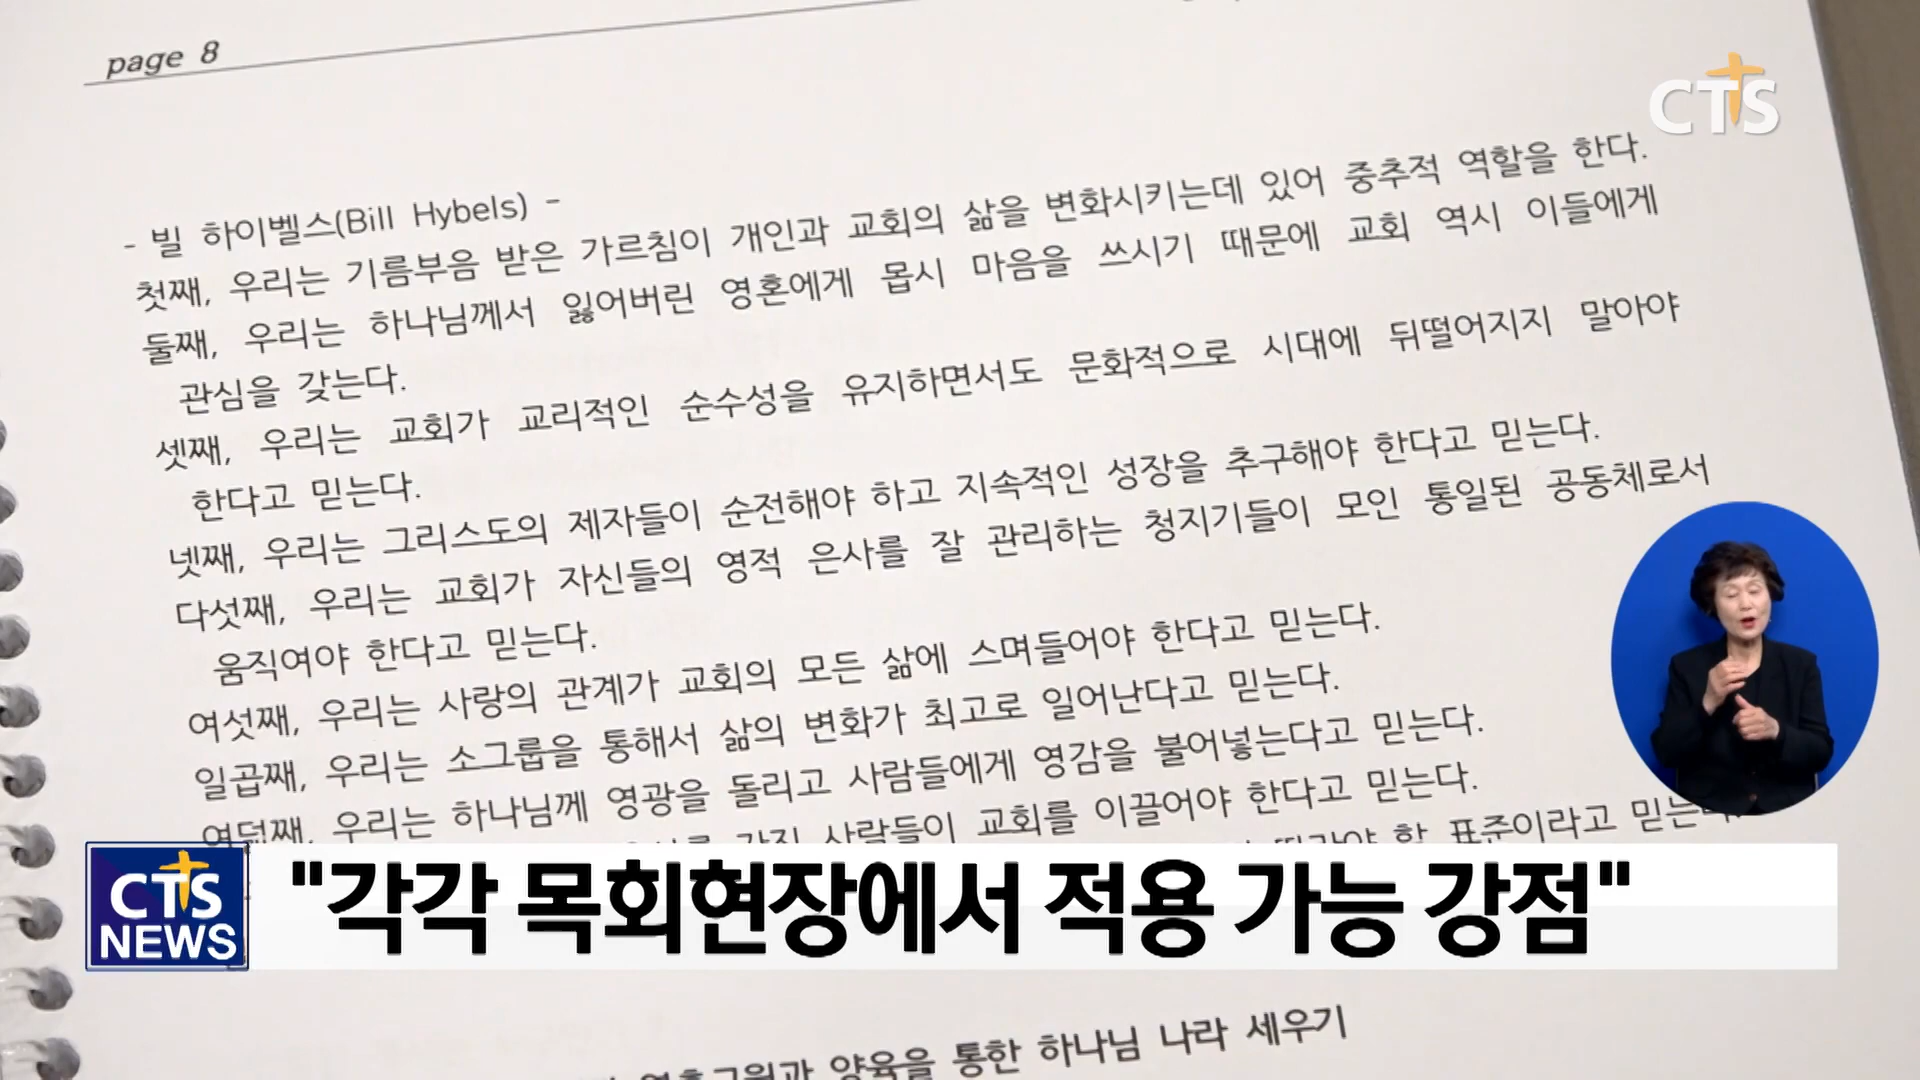 page 8
CTS
- 빌 하이벨스(Bill Hybels) -
첫째, 우리는 기름부음 받은 가르침이 개인과 교회의 삶을 변화시키는데 있어 중추적 역할을 한다.
둘째, 우리는 하나님께서 잃어버린 영혼에게 몹시 마음을 쓰시기 때문에 교회 역시 이들에게
관심을 갖는다.
셋째, 우리는 교회가 교리적인 순수성을 유지하면서도 문화적으로 시대에 뒤떨어지지 말아야
한다고 믿는다.
넷째, 우리는 그리스도의 제자들이 순전해야 하고 지속적인 성장을 추구해야 한다고 믿는다.
다섯째, 우리는 교회가 자신들의 영적 은사를 잘 관리하는 청지기들이 모인 통일된 공동체로서
움직여야 한다고 믿는다.
여섯째, 우리는 사랑의 관계가 교회의 모든 삶에 스며들어야 한다고 믿는다.
일곱째, 우리는 소그룹을 통해서 삶의 변화가 최고로 일어난다고 믿는다.
여덟째, 우리는 하나님께 영광을 돌리고 사람들에게 영감을 불어넣는다고 믿는다.
가진 사람들이 교회를 이끌어야 한다고 믿는다.
따라야 할 표준이라고 믿는
CTS
NEWS
"각각 목회현장에서 적용 가능 강점"
양육을 통한 하나님 나라 세우기